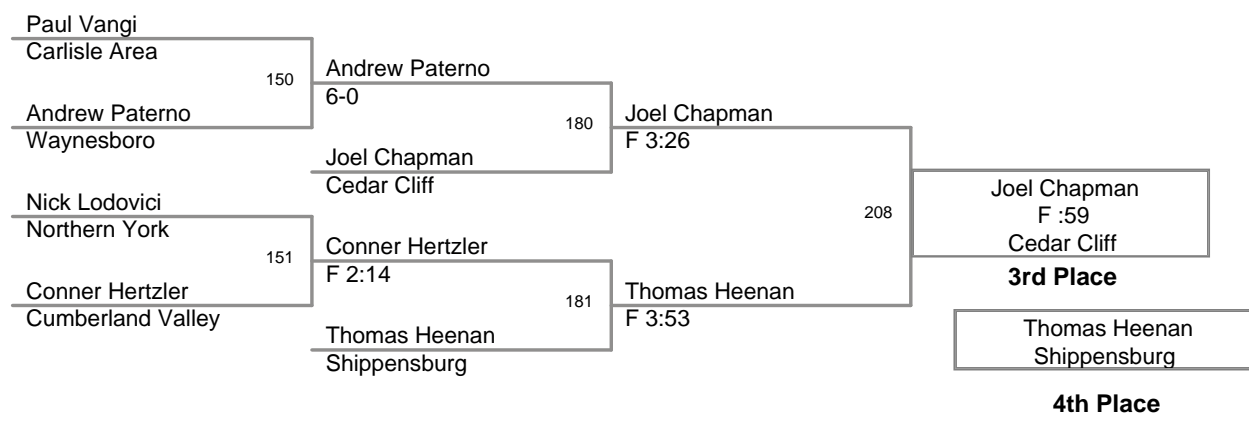 Paul Vangi
Carlisle Area
150
Andrew Paterno
Waynesboro
Andrew Paterno
6-0
180
Joel Chapman
Cedar Cliff
Joel Chapman
F 3:26
Nick Lodovici
Northern York
151
Conner Hertzler
Cumberland Valley
Conner Hertzler
F 2:14
181
Thomas Heenan
Shippensburg
Thomas Heenan
F 3:53
208
Joel Chapman
F :59
Cedar Cliff
3rd Place
Thomas Heenan
Shippensburg
4th Place